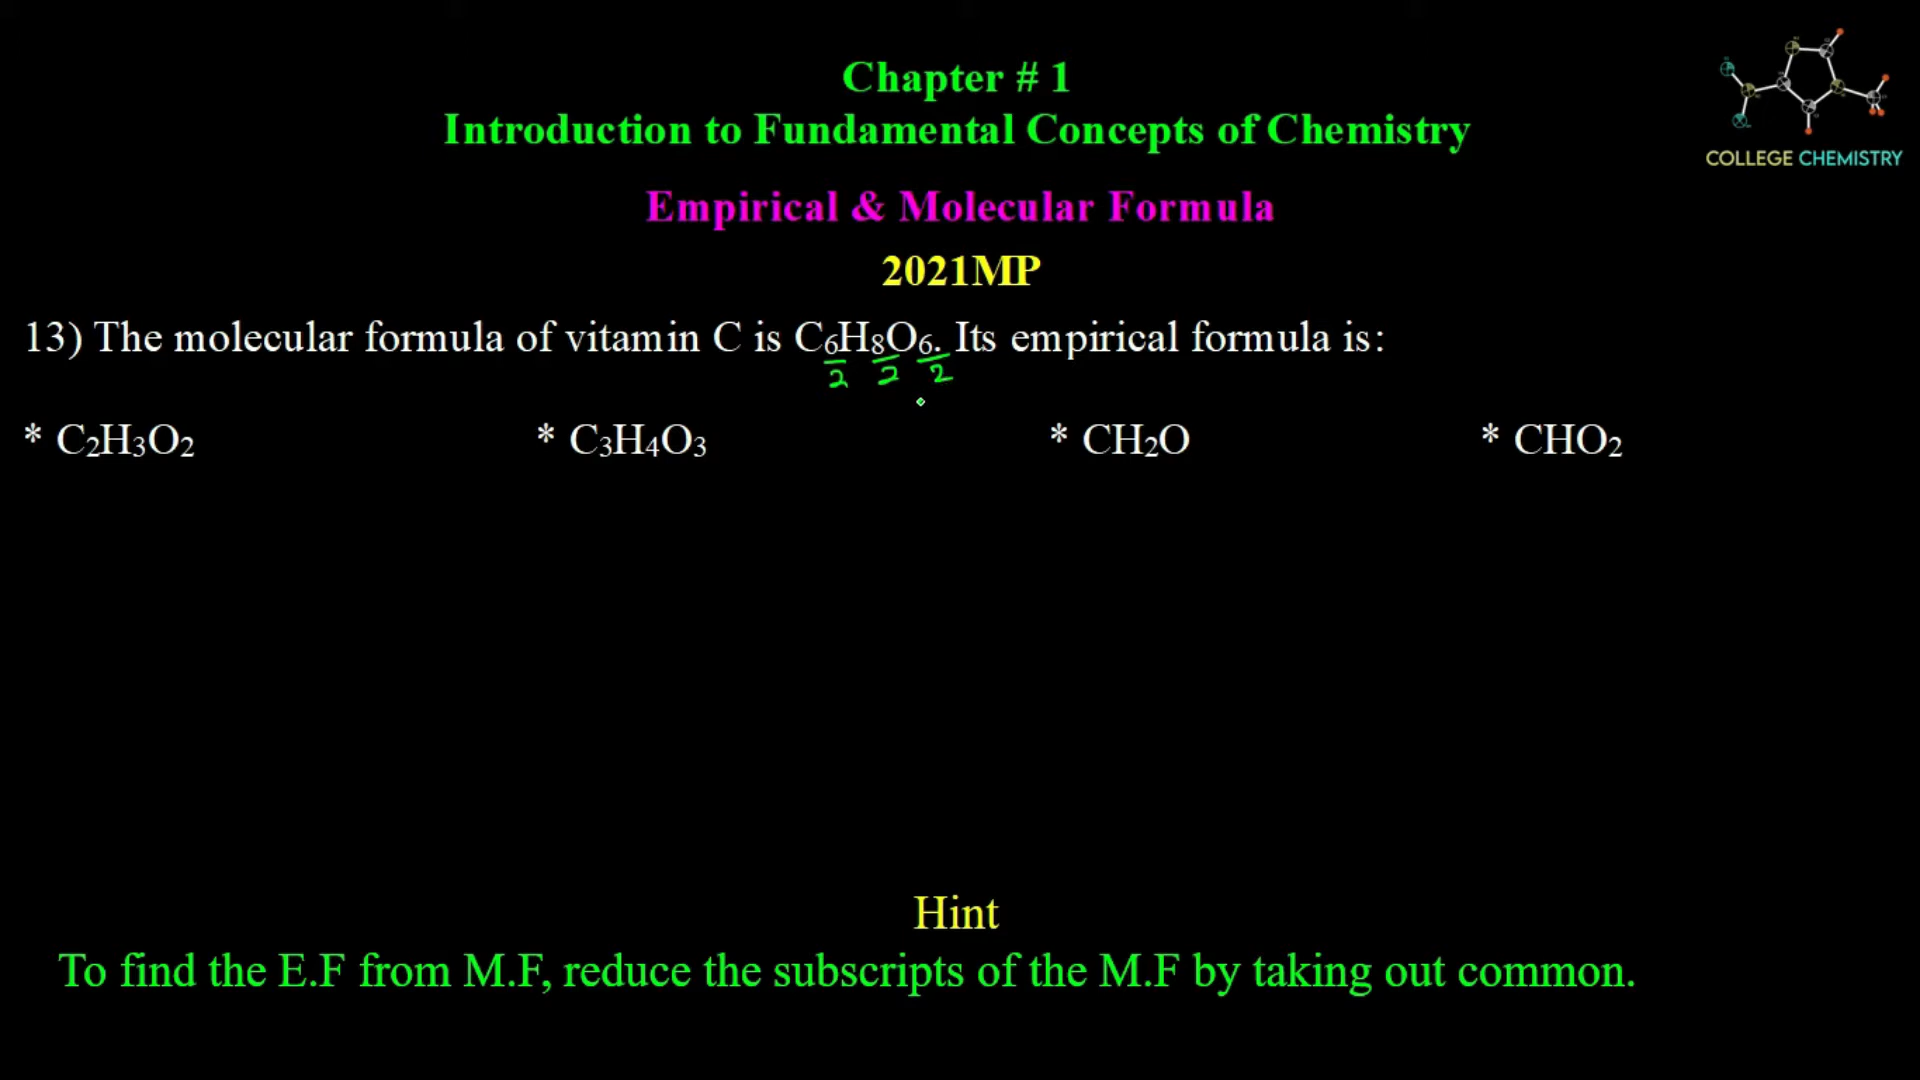 Chapter # 1
Introduction to Fundamental Concepts of Chemistry
COLLEGE CHEMISTRY
Empirical & Molecular Formula
2021MP
13) The molecular formula of vitamin C is C₆H₈O₆. Its empirical formula is:
2 2 2
* C₂H₃O₂ * C₃H₄O₃ * CH₂O * CHO₂
Hint
To find the E.F from M.F, reduce the subscripts of the M.F by taking out common.